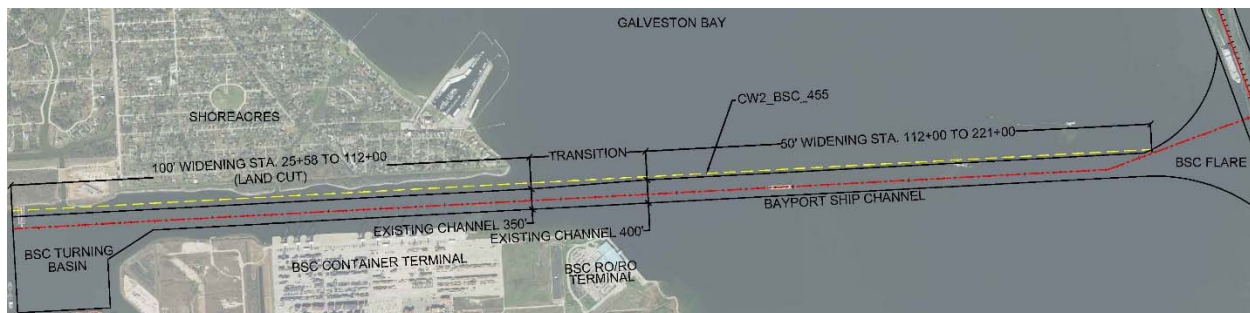 GALVESTON BAY
CW2_BSC_455
SHOREACRES
100' WIDENING STA. 25+58 TO 112+00
(LAND CUT)
TRANSITION
50' WIDENING STA. 112+00 TO 221+00
BSC FLARE
BAYPORT SHIP CHANNEL
EXISTING CHANNEL 350'
EXISTING CHANNEL 400'
BSC TURNING
BASIN
BSC CONTAINER TERMINAL
BSC RO/RO
TERMINAL